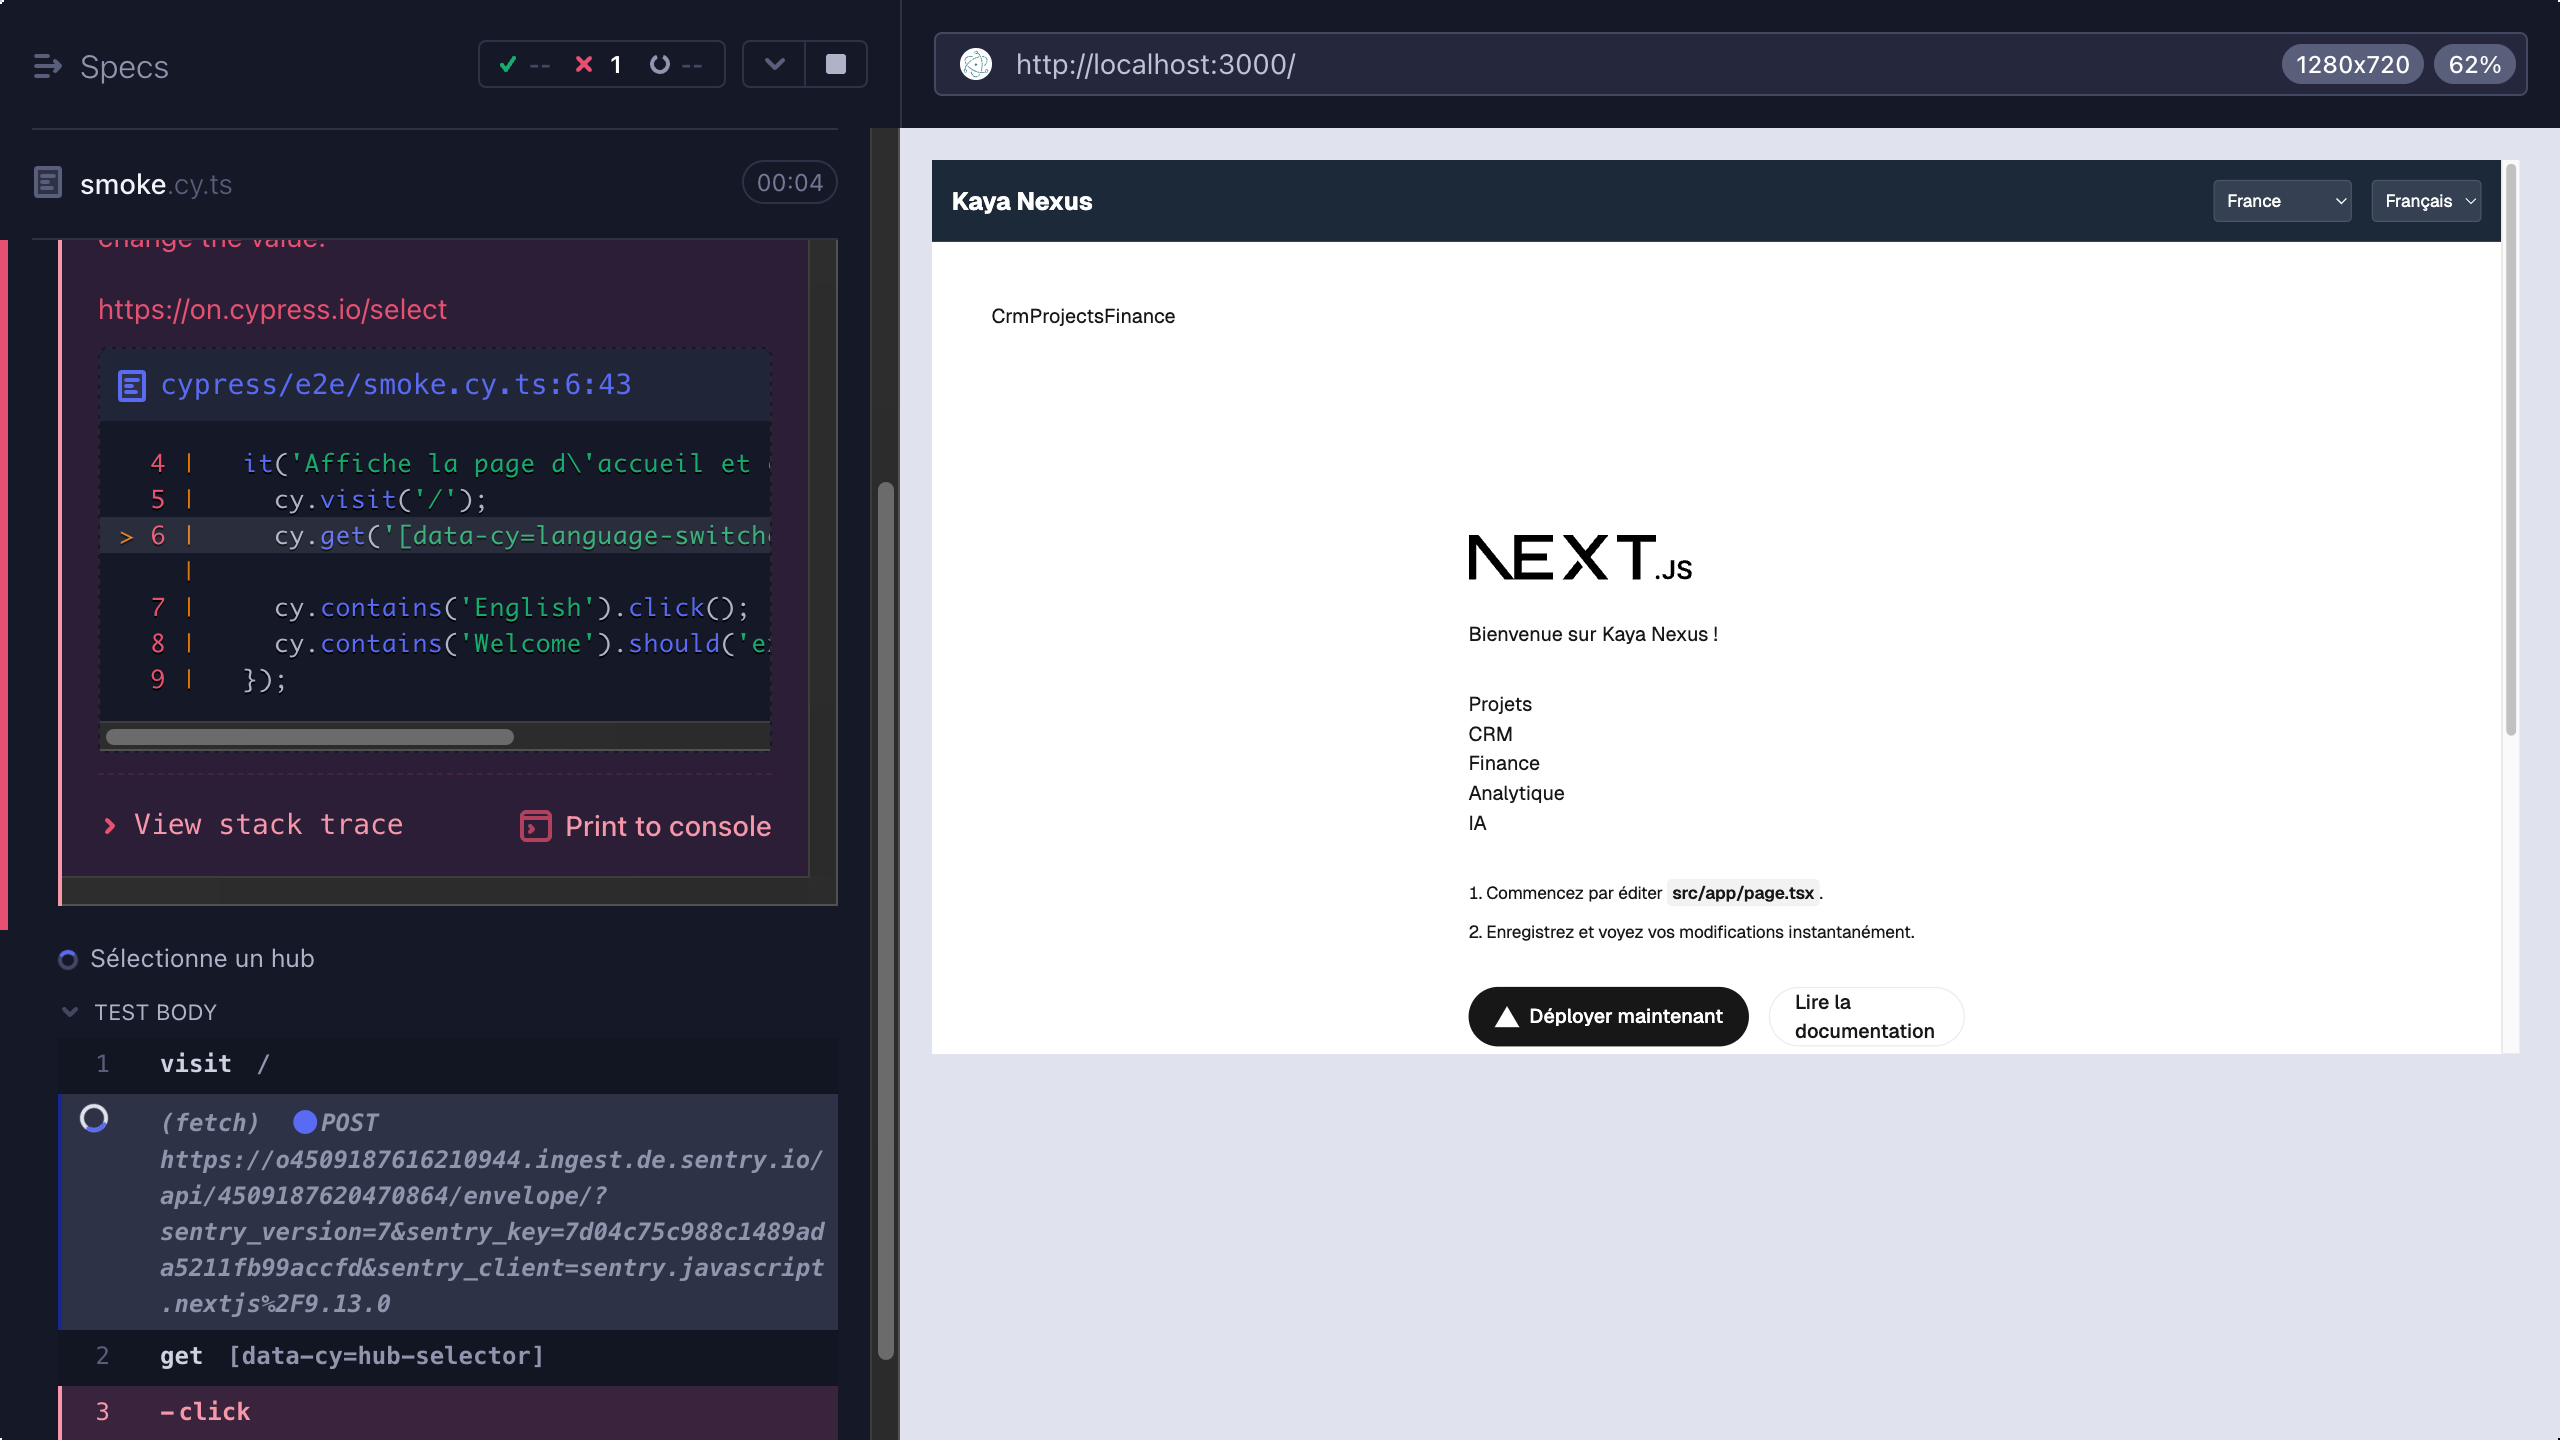 Specs
--
1
--
smoke.cy.ts
00:04
change the value.
https://on.cypress.io/select
cypress/e2e/smoke.cy.ts:6:43
4 | it('Affiche la page d\'accueil et
5 | cy.visit('/');
> 6 | cy.get('[data-cy=language-switch
|
7 | cy.contains('English').click();
8 | cy.contains('Welcome').should('e
9 | });
View stack trace
Print to console
Sélectionne un hub
TEST BODY
1 visit /
(fetch) POST
https://o4509187616210944.ingest.de.sentry.io/
api/4509187620470864/envelope/?
sentry_version=7&sentry_key=7d04c75c988c1489ad
a5211fb99accfd&sentry_client=sentry.javascript
.nextjs%2F9.13.0
2 get [data-cy=hub-selector]
3 -click
http://localhost:3000/
1280x720
62%
Kaya Nexus
France
Français
CrmProjectsFinance
NEXT.JS
Bienvenue sur Kaya Nexus !
Projets
CRM
Finance
Analytique
IA
1. Commencez par éditer src/app/page.tsx .
2. Enregistrez et voyez vos modifications instantanément.
Déployer maintenant
Lire la
documentation